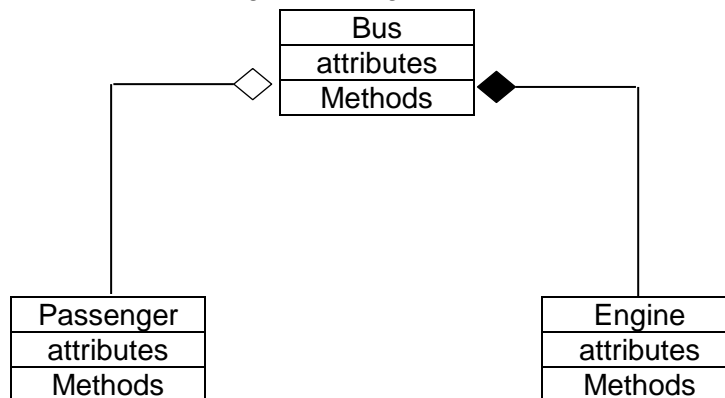 Bus
attributes
Methods
Passenger
attributes
Methods
Engine
attributes
Methods